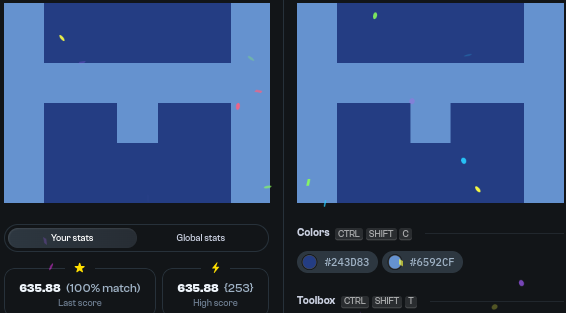 Colors CTRL SHIFT C
Your stats Global stats
#243D83 #6592CF
635.88 (100% match) 635.88 {253}
Last score High score
Toolbox CTRL SHIFT T